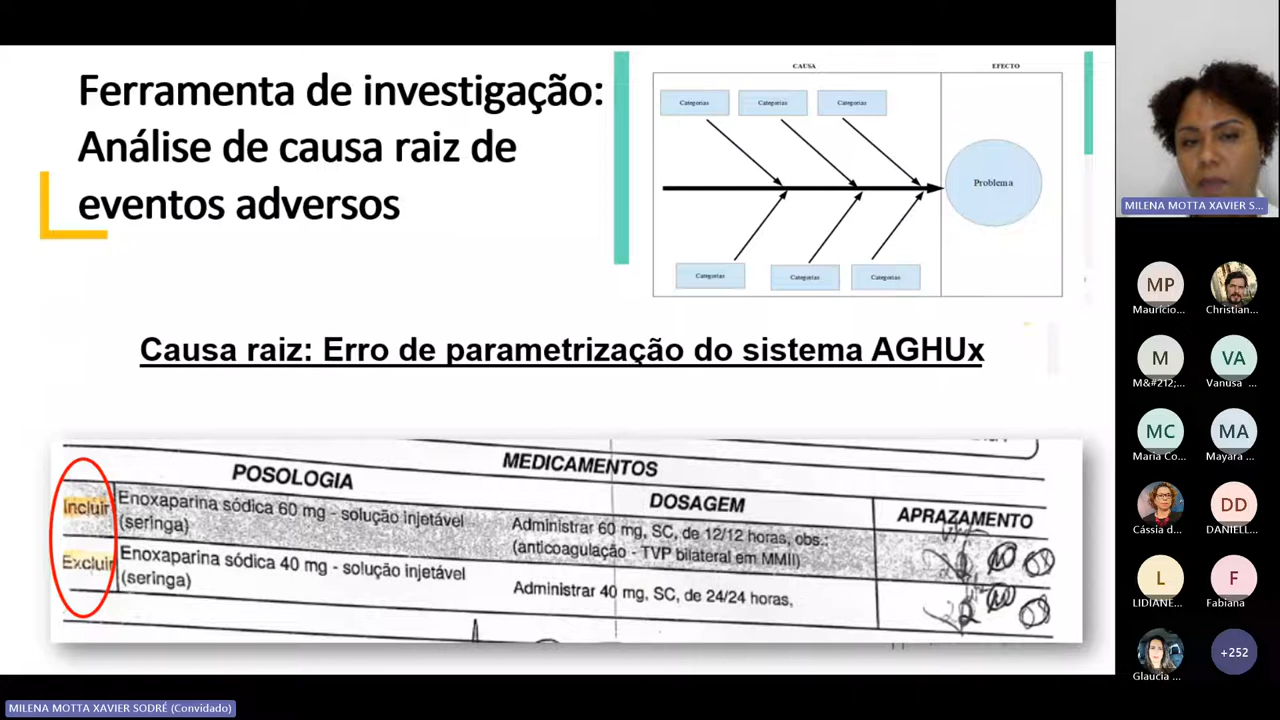 Ferramenta de investigação:
Análise de causa raiz de
eventos adversos
CAUSA
EFECTO
Categorias
Categorias
Categorias
Problema
Categorias
Categorias
Categorias
Causa raiz: Erro de parametrização do sistema AGHUx
MEDICAMENTOS
POSOLOGIA
DOSAGEM
APRAZAMENTO
Incluir
Enoxaparina sódica 60 mg - solução injetável
(seringa)
Administrar 60 mg, SC, de 12/12 horas, obs.:
(anticoagulação - TVP bilateral em MMII)
Excluir
Enoxaparina sódica 40 mg - solução injetável
(seringa)
Administrar 40 mg, SC, de 24/24 horas,
MILENA MOTTA XAVIER S...
MP
Maurício...
Christian...
M
M&#212;...
VA
Vanusa ...
MC
Maria Co...
MA
Mayara ...
Cássia d...
DD
DANIELL...
L
LIDIANE...
F
Fabiana
Glaucia ...
+252
MILENA MOTTA XAVIER SODRÉ (Convidado)